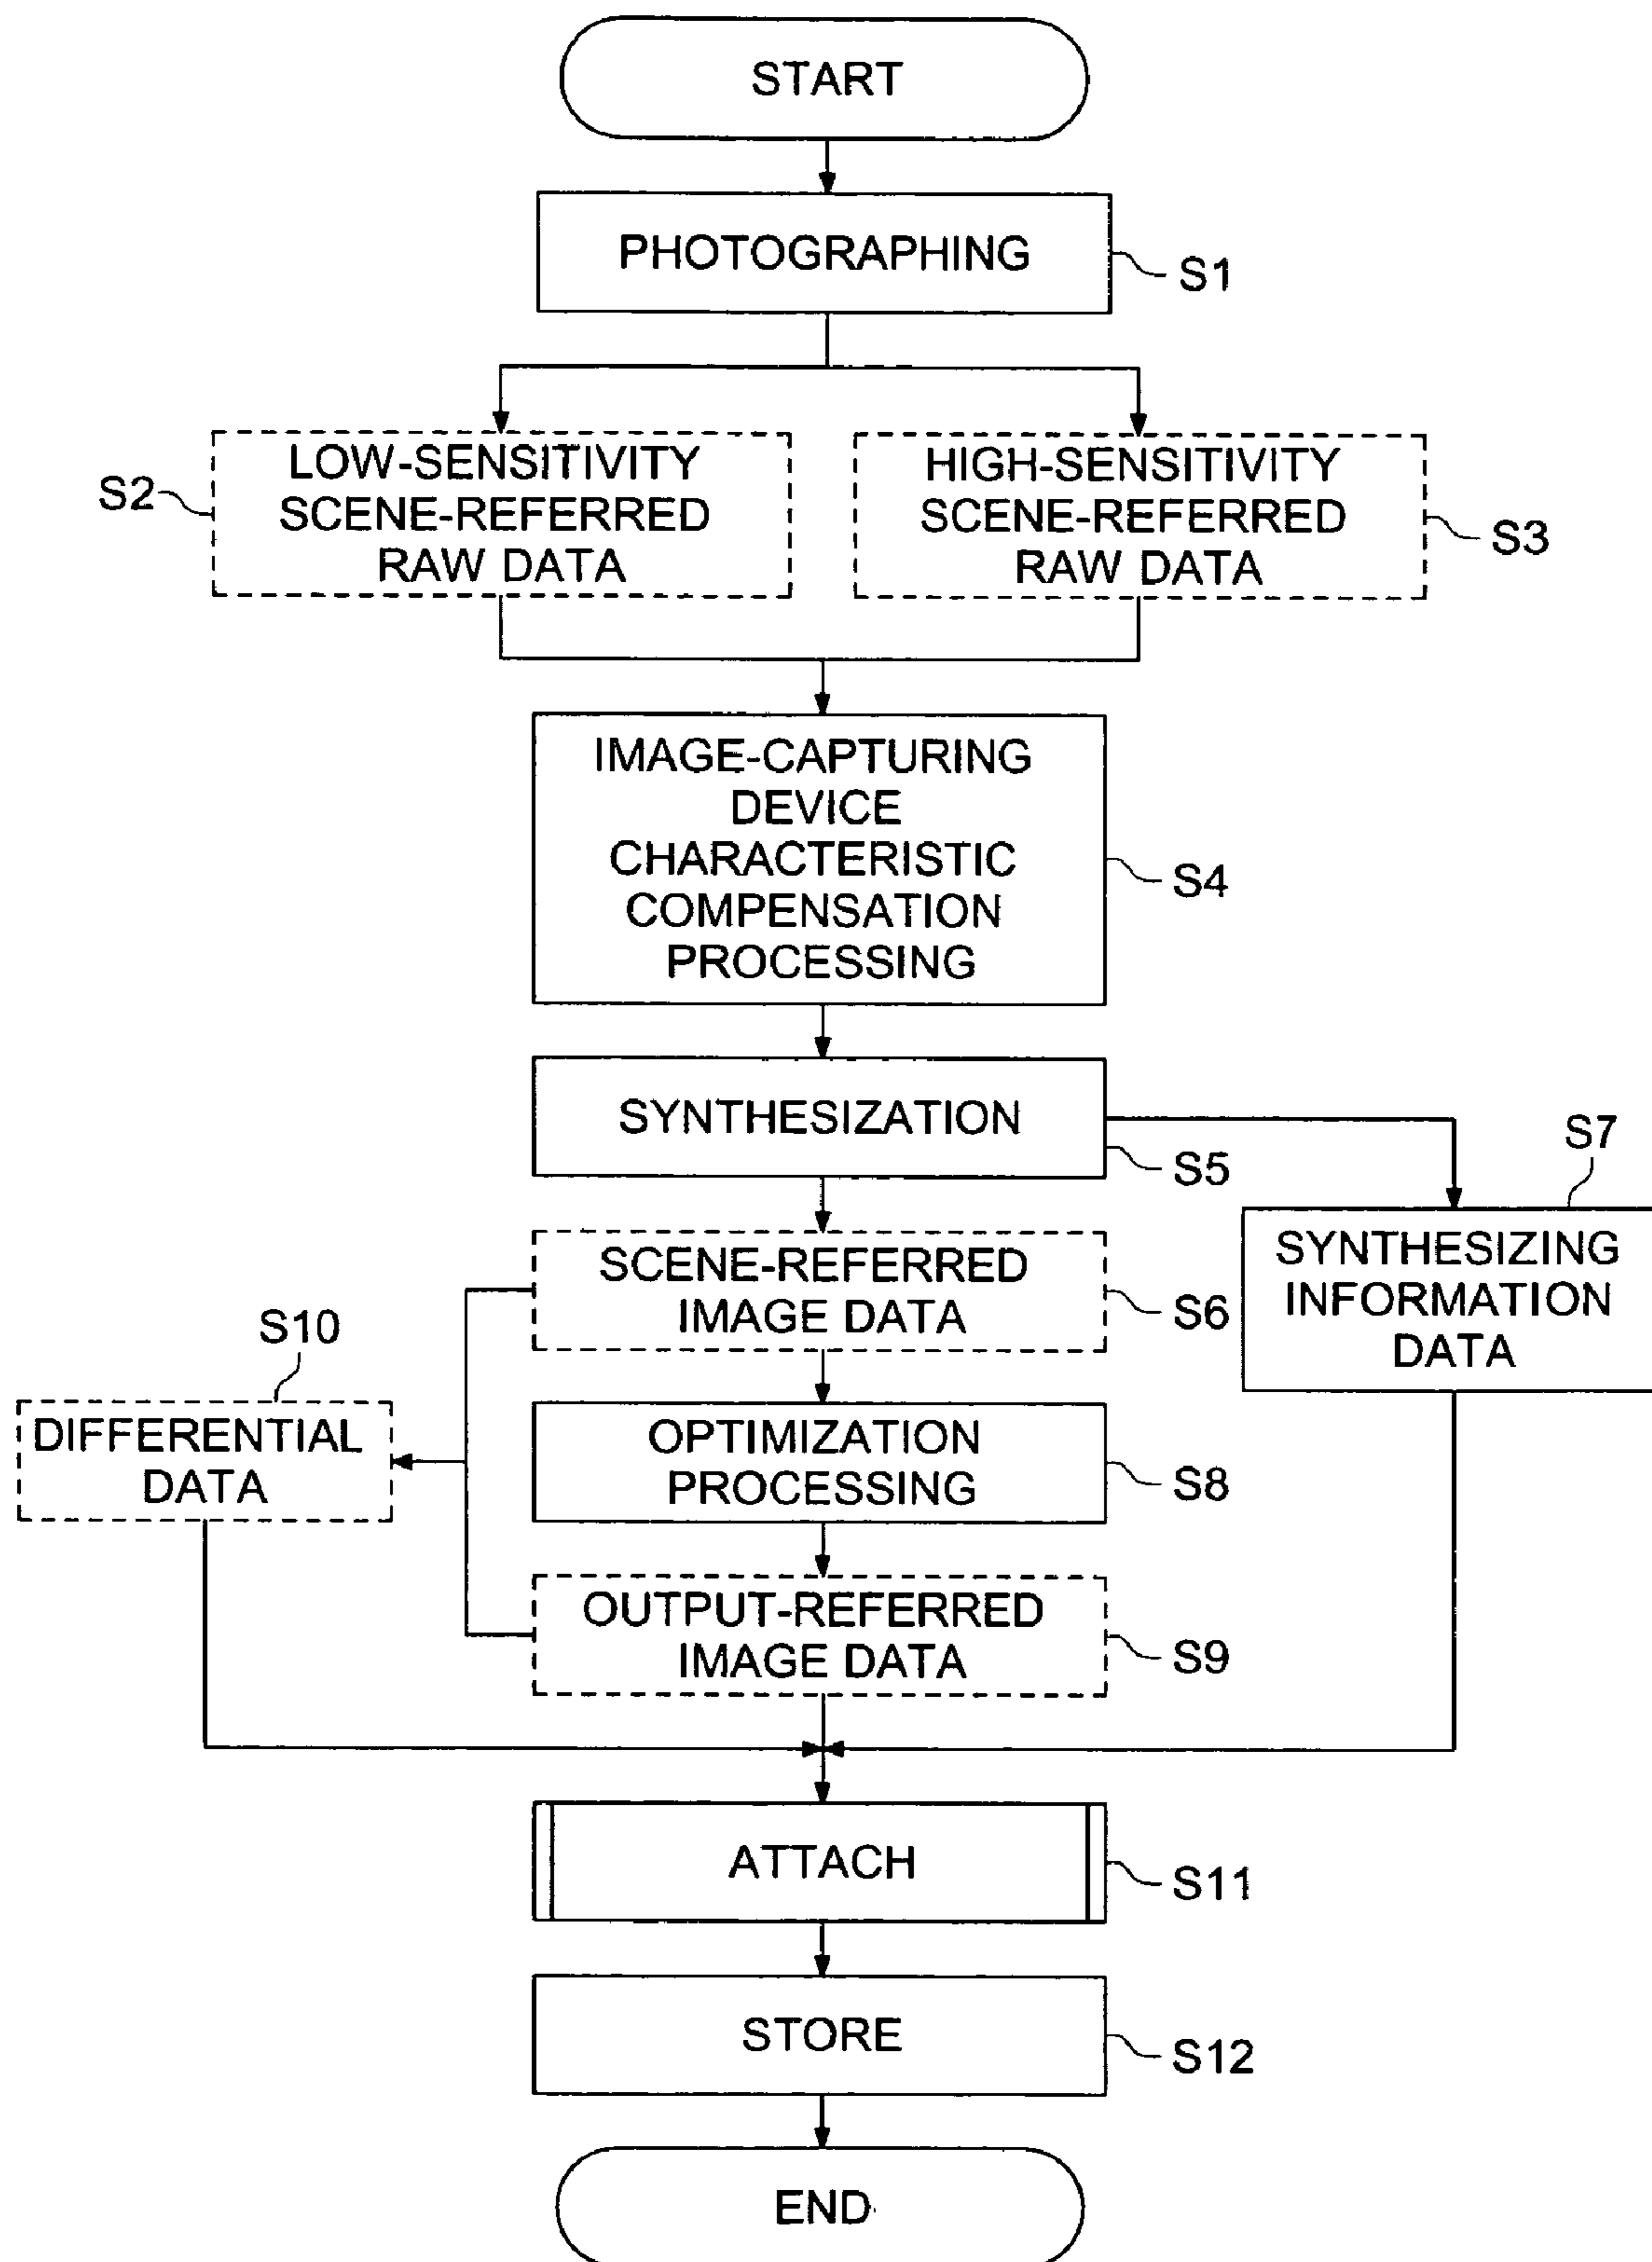 START
PHOTOGRAPHING
S1
LOW-SENSITIVITY
SCENE-REFERRED
RAW DATA
S2
HIGH-SENSITIVITY
SCENE-REFERRED
RAW DATA
S3
IMAGE-CAPTURING
DEVICE
CHARACTERISTIC
COMPENSATION
PROCESSING
S4
SYNTHESIZATION
S5
SCENE-REFERRED
IMAGE DATA
S6
S7
SYNTHESIZING
INFORMATION
DATA
OPTIMIZATION
PROCESSING
S8
OUTPUT-REFERRED
IMAGE DATA
S9
S10
DIFFERENTIAL
DATA
ATTACH
S11
STORE
S12
END